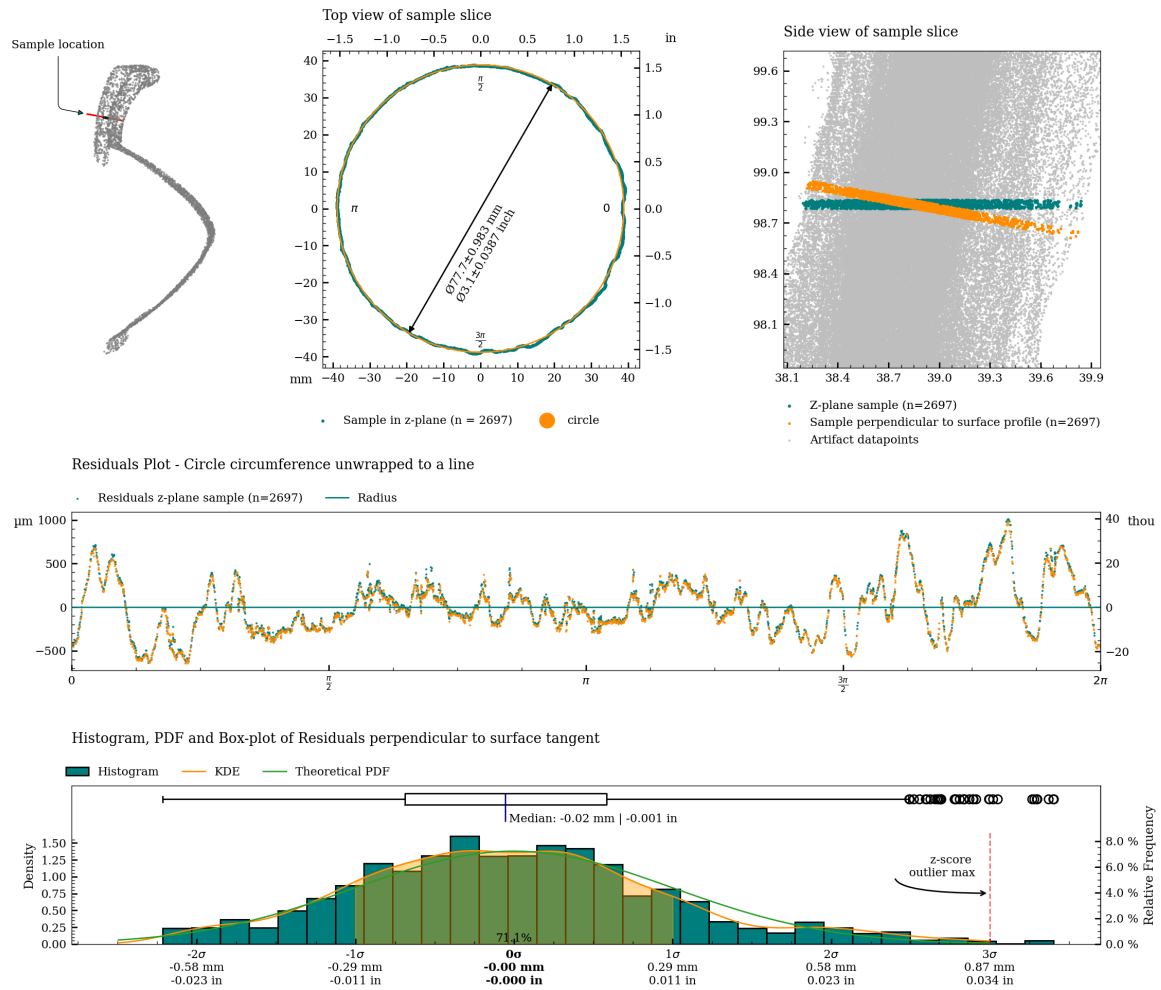 Top view of sample slice
Side view of sample slice
Sample location
−1.5 −1.0 −0.5 0.0 0.5 1.0 1.5 in
40 30 20 10 0 −10 −20 −30 −40
1.5 1.0 0.5 0.0 −0.5 −1.0 −1.5
π/2
π
0
3π/2
Ø77.7±0.983 mm
Ø3.1±0.0387 inch
mm −40 −30 −20 −10 0 10 20 30 40
99.6 99.3 99.0 98.7 98.4 98.1
38.1 38.4 38.7 39.0 39.3 39.6 39.9
Sample in z-plane (n = 2697) circle
Z-plane sample (n=2697)
Sample perpendicular to surface profile (n=2697)
Artifact datapoints
Residuals Plot - Circle circumference unwrapped to a line
Residuals z-plane sample (n=2697) Radius
µm 1000 500 0 −500
40 20 0 −20 thou
0 π/2 π 3π/2 2π
Histogram, PDF and Box-plot of Residuals perpendicular to surface tangent
Histogram KDE Theoretical PDF
Median: -0.02 mm | -0.001 in
Density
1.50 1.25 1.00 0.75 0.50 0.25 0.00
z-score
outlier max
8.0 % 6.0 % 4.0 % 2.0 % 0.0 %
Relative Frequency
71.1%
-2σ -1σ 0σ 1σ 2σ 3σ
-0.58 mm -0.29 mm -0.00 mm 0.29 mm 0.58 mm 0.87 mm
-0.023 in -0.011 in -0.000 in 0.011 in 0.023 in 0.034 in